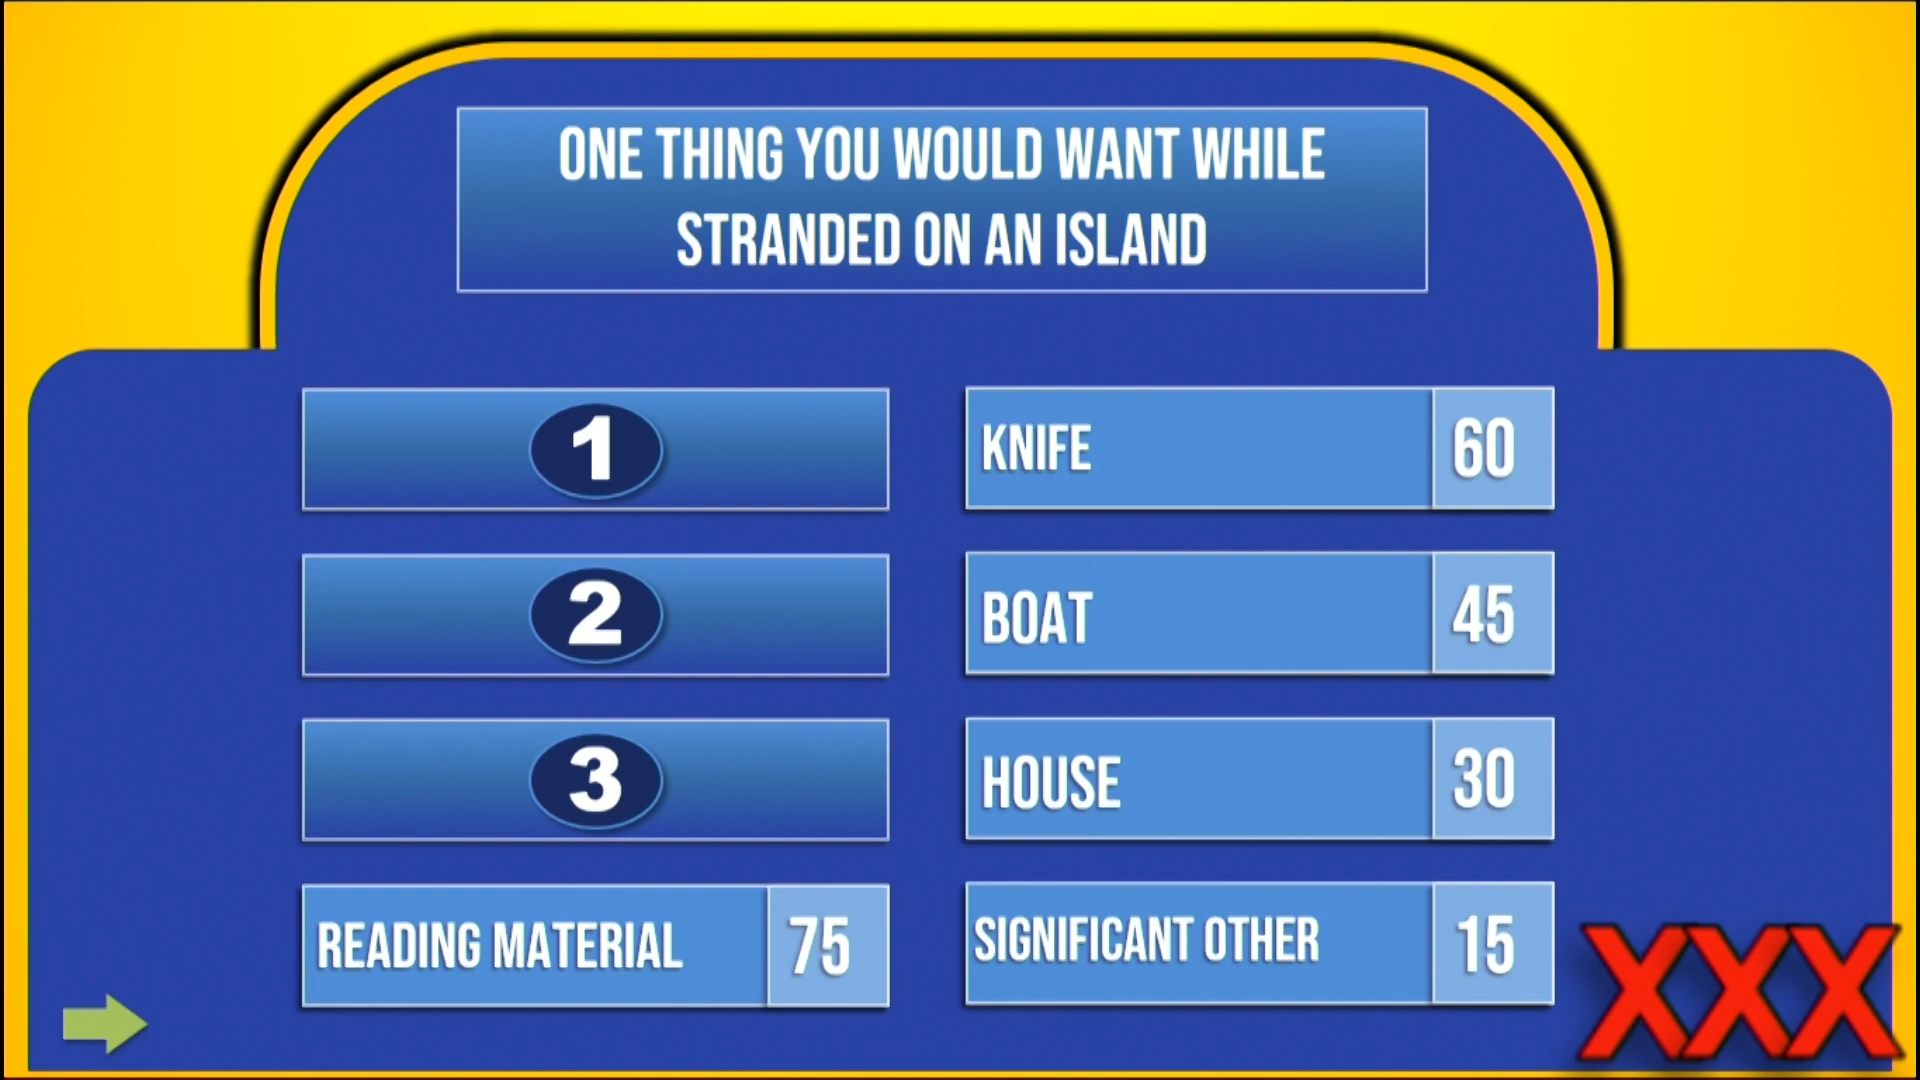 ONE THING YOU WOULD WANT WHILE
STRANDED ON AN ISLAND
1
2
3
READING MATERIAL 75
KNIFE 60
BOAT 45
HOUSE 30
SIGNIFICANT OTHER 15
XXX